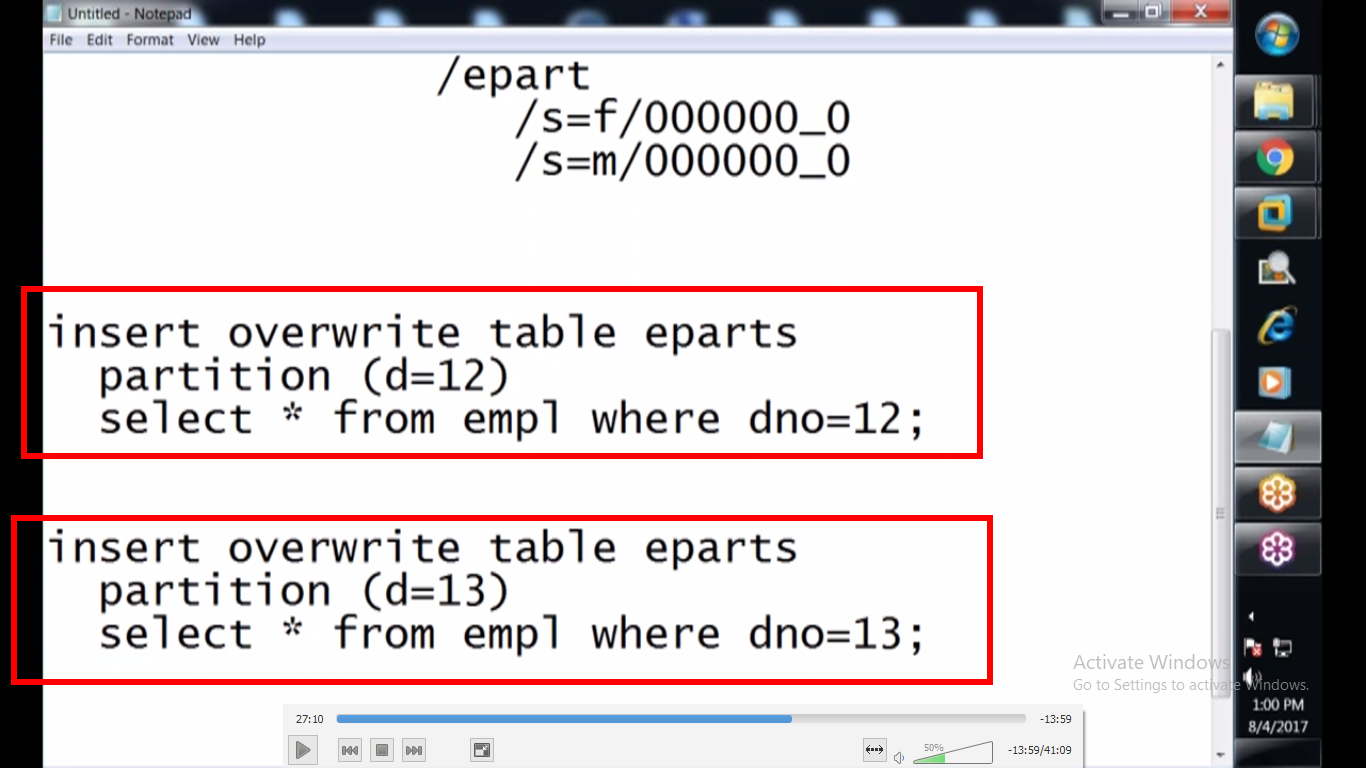 Untitled - Notepad
File Edit Format View Help
/epart
/s=f/000000_0
/s=m/000000_0
insert overwrite table eparts
partition (d=12)
select * from empl where dno=12;
insert overwrite table eparts
partition (d=13)
select * from empl where dno=13;
Activate Windows
Go to Settings to activate Windows.
1:00 PM
8/4/2017
27:10
-13:59
50%
-13:59/41:09